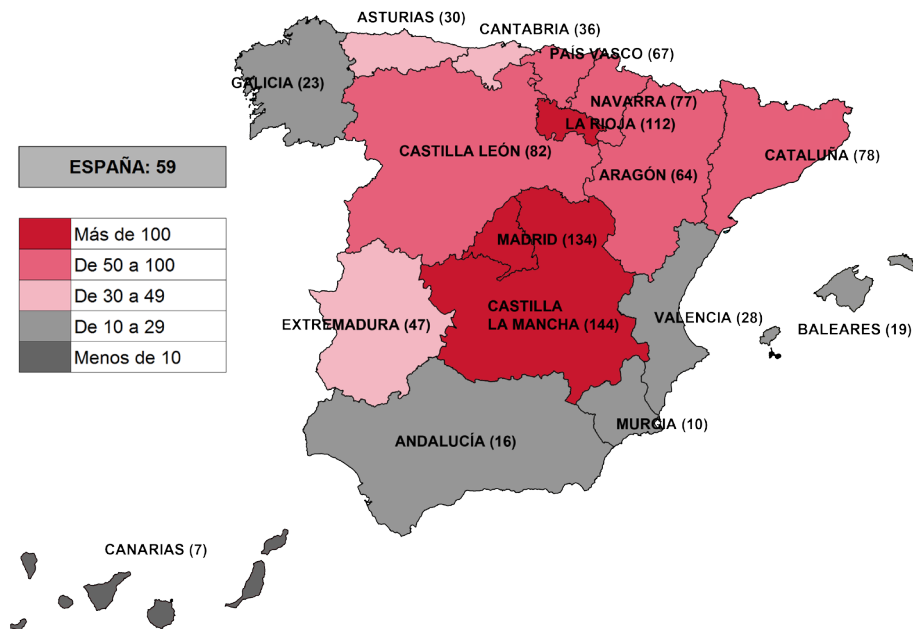 ASTURIAS (30)
CANTABRIA (36)
PAÍS VASCO (67)
GALICIA (23)
NAVARRA (77)
LA RIOJA (112)
CASTILLA LEÓN (82)
CATALUÑA (78)
ESPAÑA: 59
ARAGÓN (64)
Más de 100
De 50 a 100
De 30 a 49
De 10 a 29
Menos de 10
MADRID (134)
CASTILLA
LA MANCHA (144)
EXTREMADURA (47)
VALENCIA (28)
BALEARES (19)
MURCIA (10)
ANDALUCÍA (16)
CANARIAS (7)